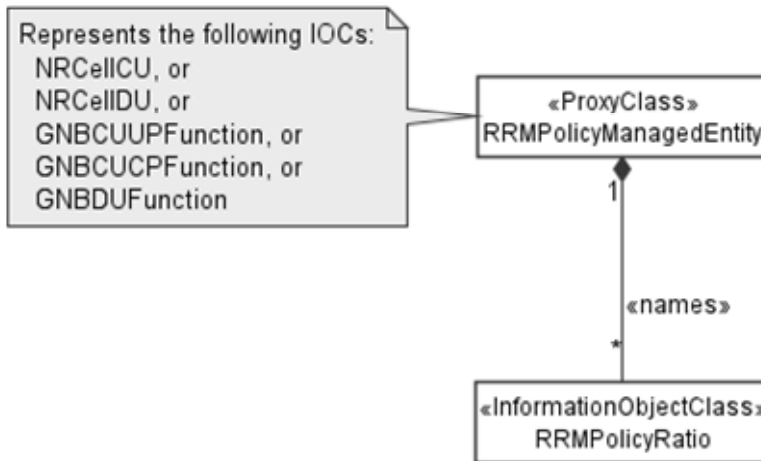 Represents the following IOCs:
NRCellCU, or
NRCellDU, or
GNBCUUPFunction, or
GNBCUCPFunction, or
GNBDUFunction
«ProxyClass»
RRMPolicyManagedEntity
1
«names»
*
«InformationObjectClass»
RRMPolicyRatio